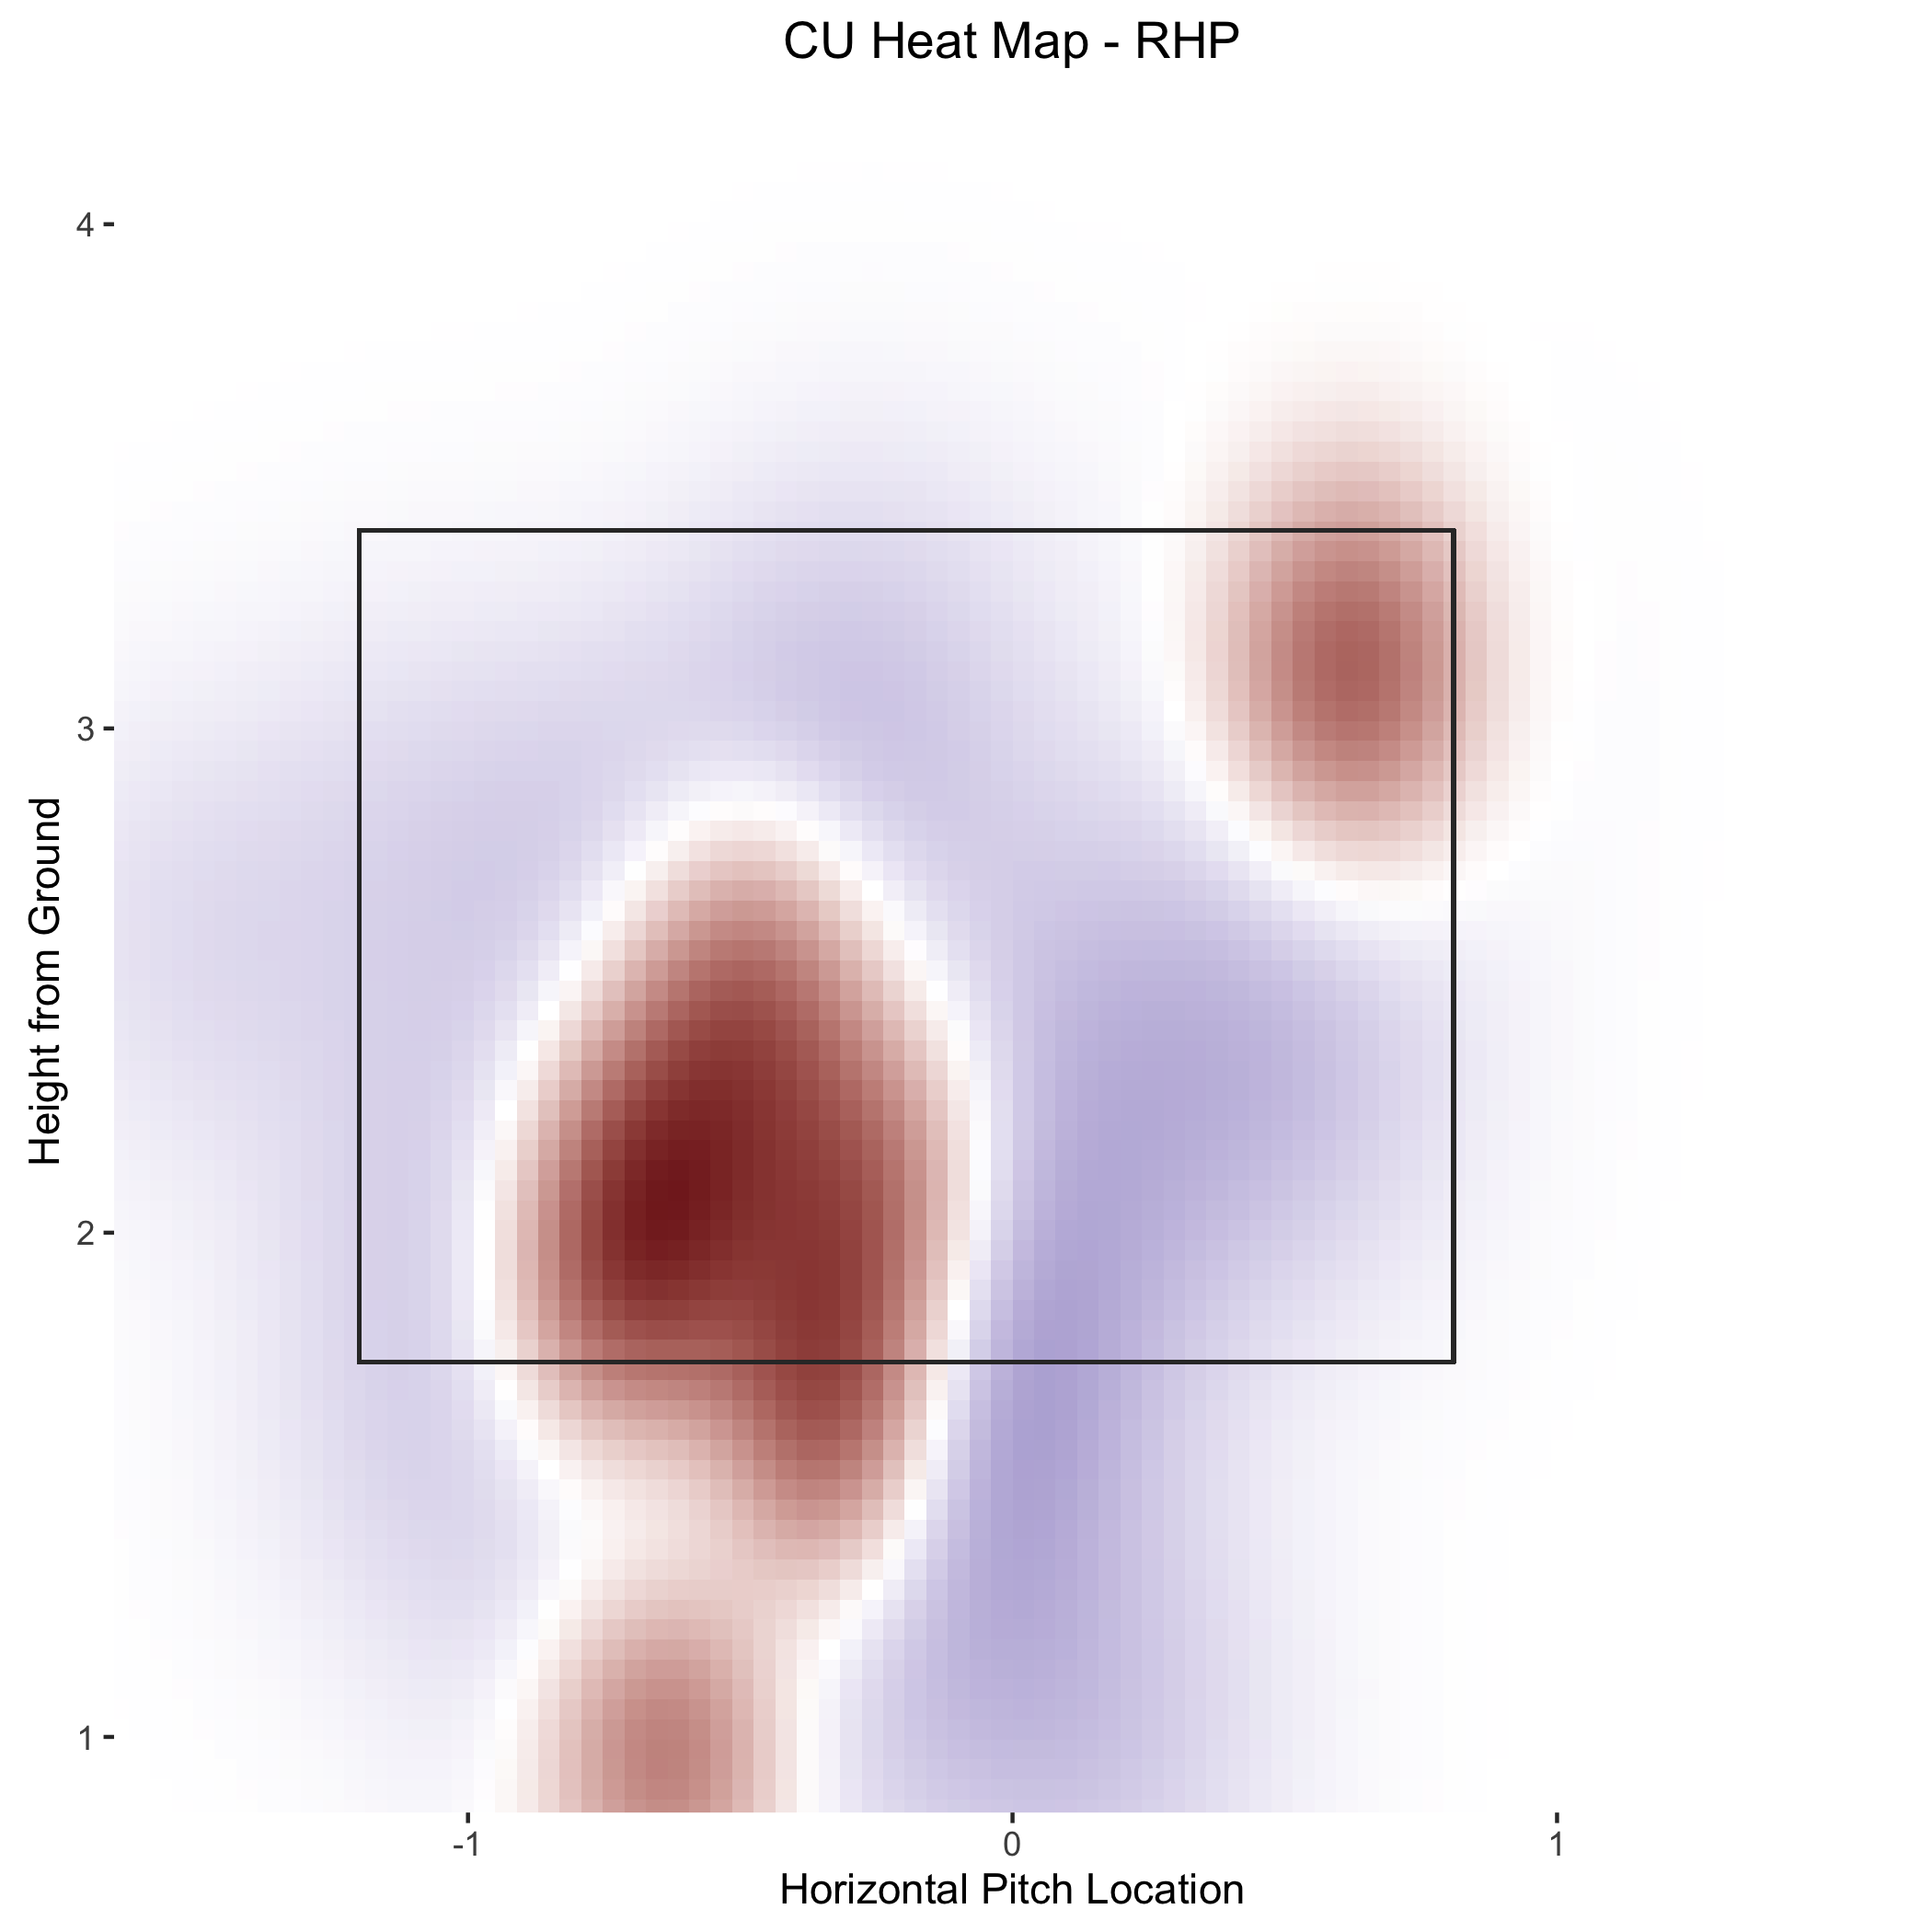 CU Heat Map - RHP
4
3
2
1
Height from Ground
-1 0 1
Horizontal Pitch Location